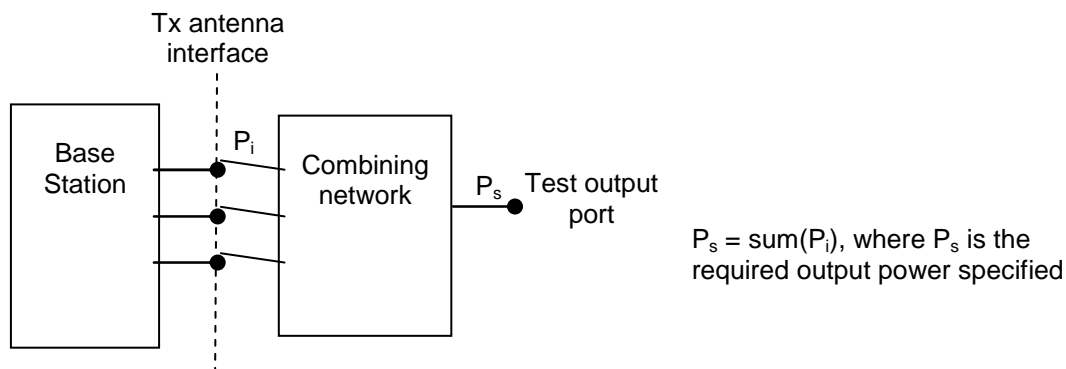 Tx antenna
interface
Base
Station
Pᵢ
Combining
network
Pₛ
Test output
port
Pₛ = sum(Pᵢ), where Pₛ is the
required output power specified